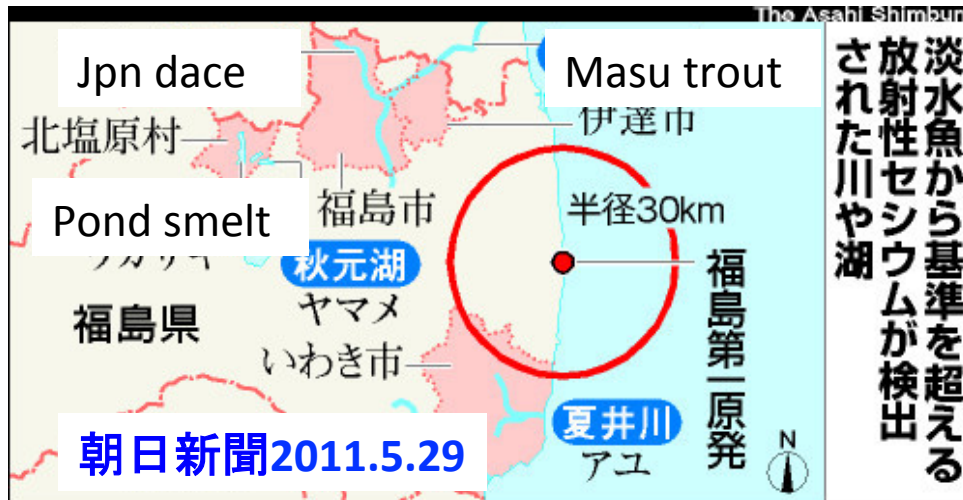 The Asahi Shimbun
淡水魚から基準を超える
放射性セシウムが検出
された川や湖
Jpn dace
Masu trout
北塩原村
伊達市
Pond smelt
福島市
半径30km
秋元湖
ヤマメ
福島県
福島第一原発
いわき市
夏井川
アユ
朝日新聞2011.5.29
N